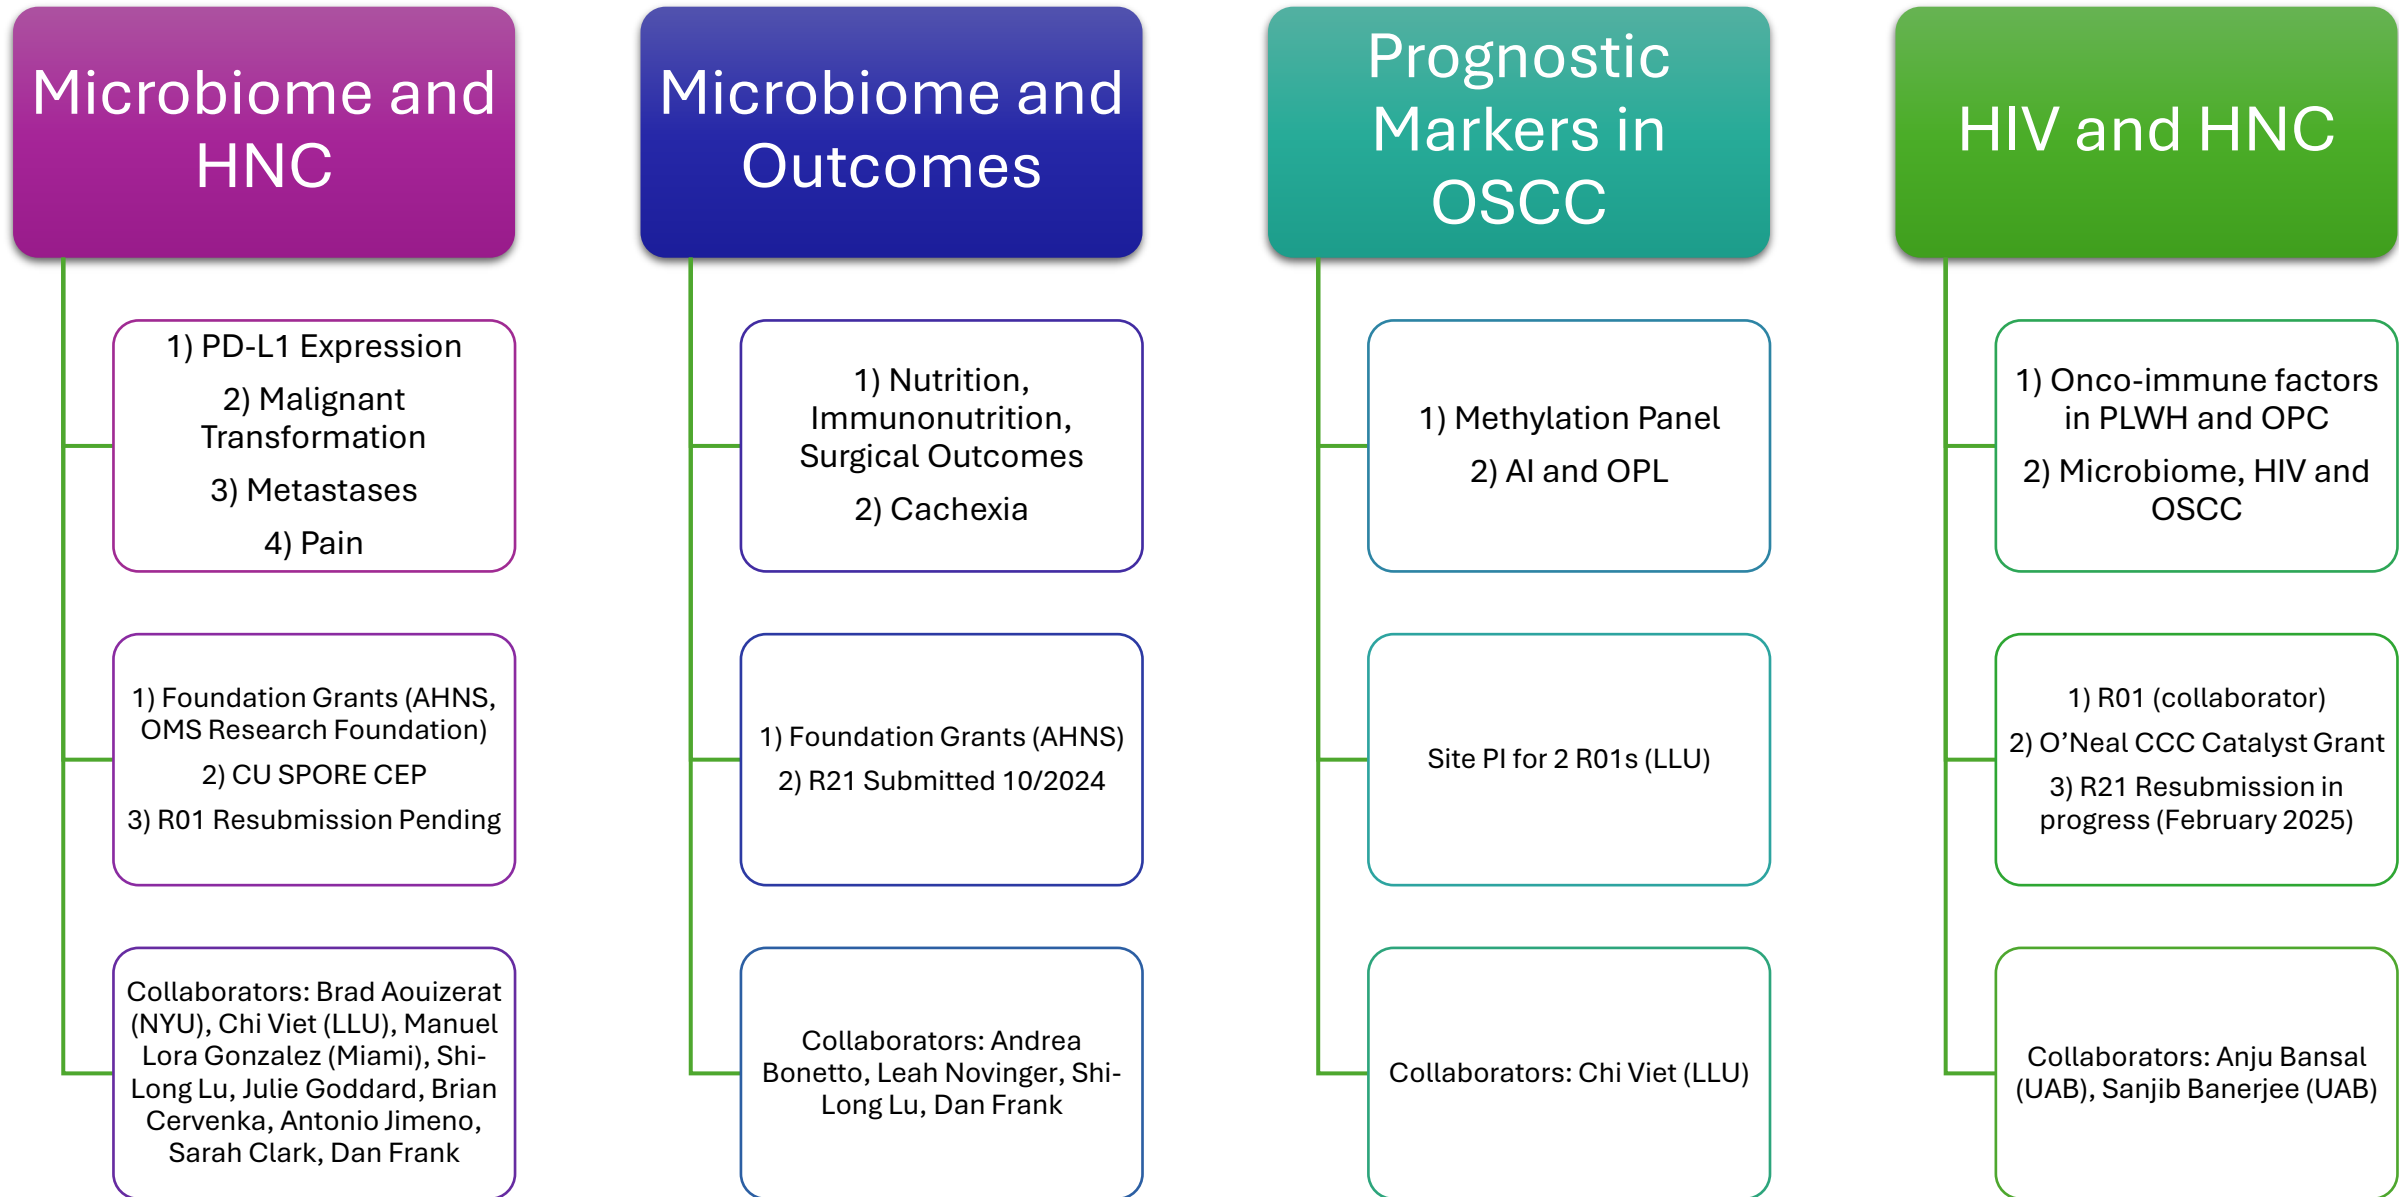 Microbiome and
HNC
1) PD-L1 Expression
2) Malignant
Transformation
3) Metastases
4) Pain
1) Foundation Grants (AHNS,
OMS Research Foundation)
2) CU SPORE CEP
3) R01 Resubmission Pending
Collaborators: Brad Aouizerat
(NYU), Chi Viet (LLU), Manuel
Lora Gonzalez (Miami), Shi-
Long Lu, Julie Goddard, Brian
Cervenka, Antonio Jimeno,
Sarah Clark, Dan Frank
Microbiome and
Outcomes
1) Nutrition,
Immunonutrition,
Surgical Outcomes
2) Cachexia
1) Foundation Grants (AHNS)
2) R21 Submitted 10/2024
Collaborators: Andrea
Bonetto, Leah Novinger, Shi-
Long Lu, Dan Frank
Prognostic
Markers in
OSCC
1) Methylation Panel
2) AI and OPL
Site PI for 2 R01s (LLU)
Collaborators: Chi Viet (LLU)
HIV and HNC
1) Onco-immune factors
in PLWH and OPC
2) Microbiome, HIV and
OSCC
1) R01 (collaborator)
2) O’Neal CCC Catalyst Grant
3) R21 Resubmission in
progress (February 2025)
Collaborators: Anju Bansal
(UAB), Sanjib Banerjee (UAB)